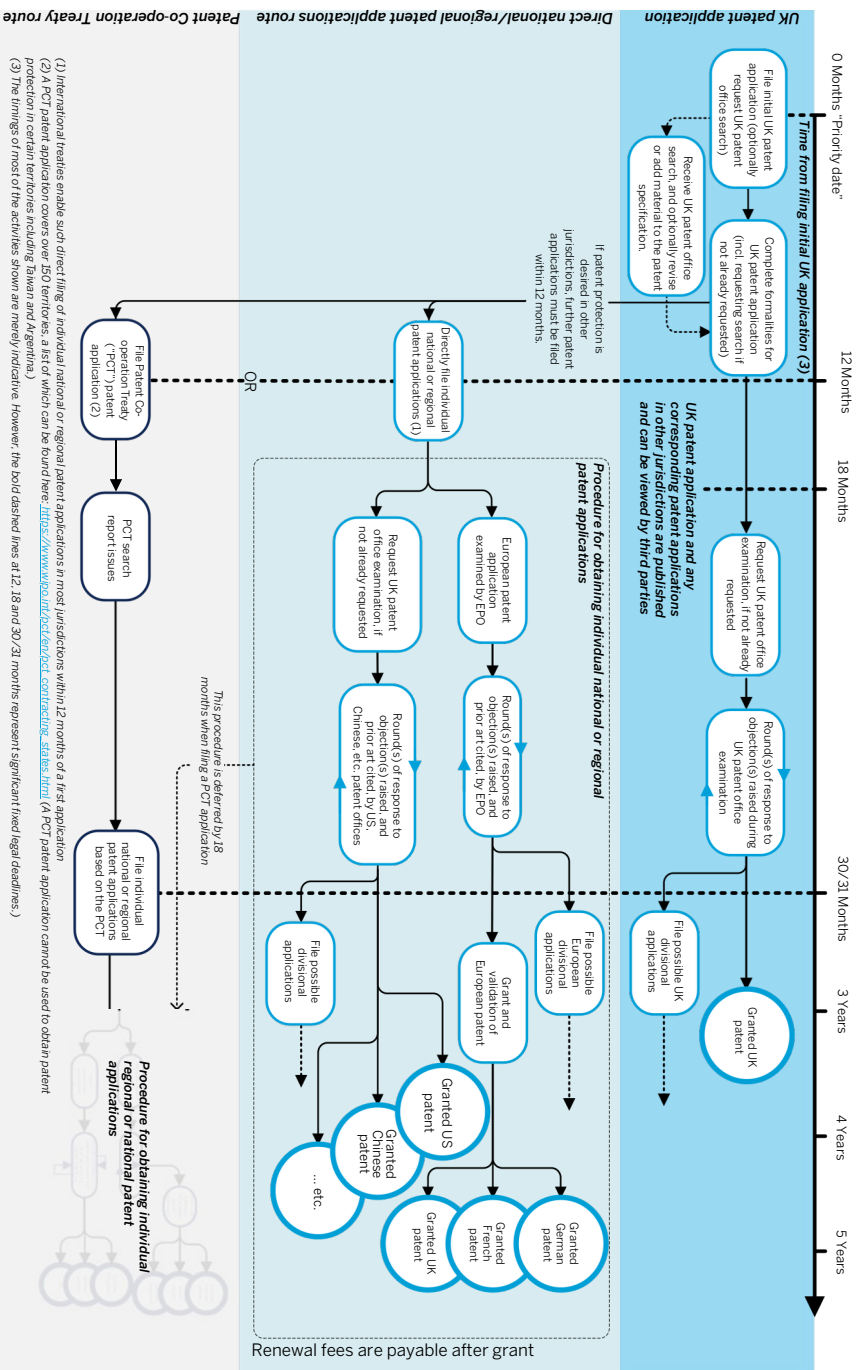 0 Months "Priority date"
12 Months
18 Months
30/31 Months
3 Years
4 Years
5 Years
Time from filing initial UK application (3)
UK patent application
File initial UK patent
application (optionally
request UK patent
office search)
Receive UK patent office
search, and optionally revise
or add material to the patent
specification.
Complete formalities for
UK patent application
(incl. requesting search if
not already requested)
UK patent application and any
corresponding patent applications
in other jurisdictions are published
and can be viewed by third parties
Request UK patent office
examination, if not already
requested
Round(s) of response to
objection(s) raised during
UK patent office
examination
File possible UK
divisional
applications
Granted UK
patent
Direct national/regional patent applications route
If patent protection is
desired in other
jurisdictions, further patent
applications must be filed
within 12 months.
Directly file individual
national or regional
patent applications (1)
OR
Procedure for obtaining individual national or regional
patent applications
European patent
application
examined by EPO
Round(s) of response to
objection(s) raised, and
prior art cited, by EPO
File possible
European
divisional
applications
Grant and
validation of
European patent
Granted
German
patent
Granted
French
patent
Granted UK
patent
Request UK patent
office examination, if
not already requested
Round(s) of response to
objection(s) raised, and
prior art cited, by US,
Chinese, etc. patent offices
File possible
divisional
applications
Granted US
patent
Granted
Chinese
patent
... etc.
Renewal fees are payable after grant
Patent Co-operation Treaty route
File Patent Co-
operation Treaty
("PCT") patent
application (2)
PCT search
report issues
This procedure is deferred by 18
months when filing a PCT application
File individual
national or regional
patent applications
based on the PCT
Procedure for obtaining individual
regional or national patent
applications
(1) International treaties enable such direct filing of individual national or regional patent applications in most jurisdictions within 12 months of a first application
(2) A PCT patent application covers over 150 territories, a list of which can be found here: https://www.wipo.int/pct/en/pct_contracting_states.html (A PCT patent application cannot be used to obtain patent
protection in certain territories including Taiwan and Argentina.)
(3) The timings of most of the activities shown are merely indicative. However, the bold dashed lines at 12, 18 and 30/31 months represent significant fixed legal deadlines.)